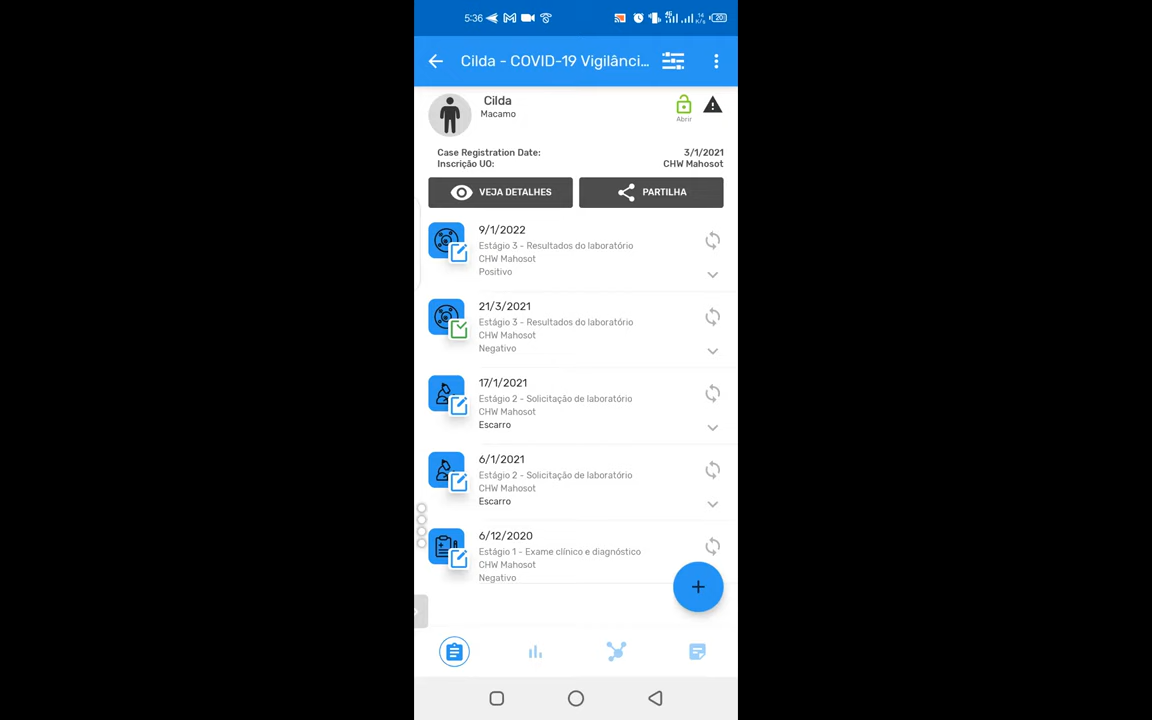 5:36
Cilda - COVID-19 Vigilânci...
Cilda
Macamo
Abrir
Case Registration Date: 3/1/2021
Inscrição UO: CHW Mahosot
VEJA DETALHES PARTILHA
9/1/2022
Estágio 3 - Resultados do laboratório
CHW Mahosot
Positivo
21/3/2021
Estágio 3 - Resultados do laboratório
CHW Mahosot
Negativo
17/1/2021
Estágio 2 - Solicitação de laboratório
CHW Mahosot
Escarro
6/1/2021
Estágio 2 - Solicitação de laboratório
CHW Mahosot
Escarro
6/12/2020
Estágio 1 - Exame clínico e diagnóstico
CHW Mahosot
Negativo